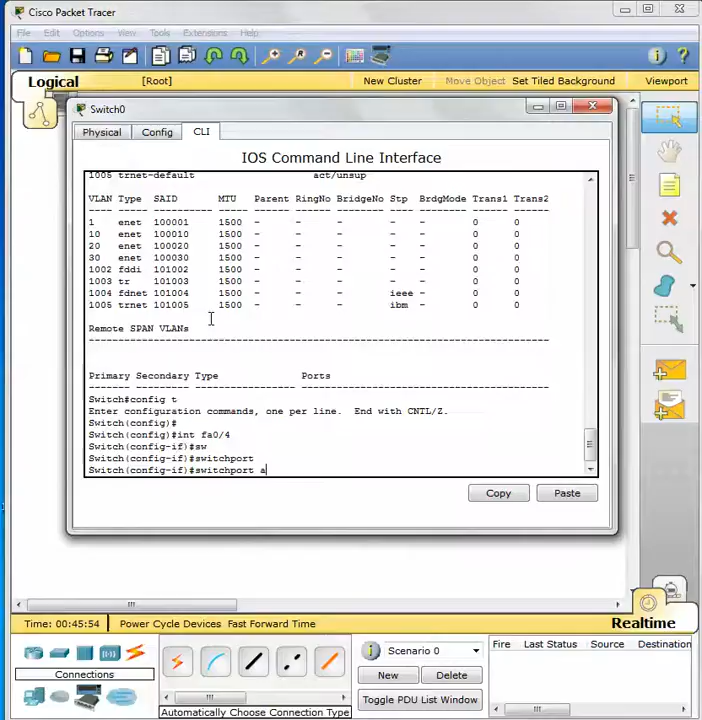 Cisco Packet Tracer
File Edit Options View Tools Extensions Help
Logical [Root] New Cluster Move Object Set Tiled Background Viewport
Switch0
Physical Config CLI
IOS Command Line Interface
1005 trnet-default act/unsup
VLAN Type SAID MTU Parent RingNo BridgeNo Stp BrdgMode Trans1 Trans2
---- ----- ---------- ----- ------ ------ -------- ---- -------- ------ ------
1 enet 100001 1500 - - - - - 0 0
10 enet 100010 1500 - - - - - 0 0
20 enet 100020 1500 - - - - - 0 0
30 enet 100030 1500 - - - - - 0 0
1002 fddi 101002 1500 - - - - - 0 0
1003 tr 101003 1500 - - - - - 0 0
1004 fdnet 101004 1500 - - - ieee - 0 0
1005 trnet 101005 1500 - - - ibm - 0 0
Remote SPAN VLANs
------------------------------------------------------------------------------
Primary Secondary Type Ports
------- --------- ----------------- ------------------------------------------
Switch#config t
Enter configuration commands, one per line. End with CNTL/Z.
Switch(config)#
Switch(config)#int fa0/4
Switch(config-if)#sw
Switch(config-if)#switchport
Switch(config-if)#switchport a
Copy Paste
Time: 00:45:54 Power Cycle Devices Fast Forward Time Realtime
Scenario 0 Fire Last Status Source Destination
Connections New Delete
Toggle PDU List Window
Automatically Choose Connection Type